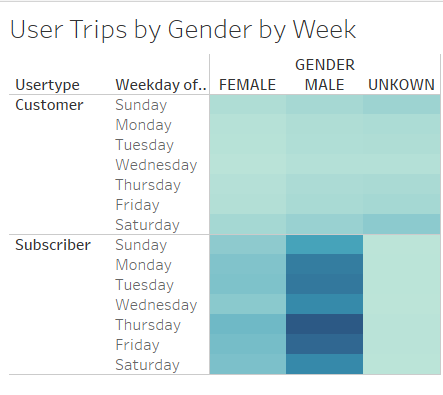 User Trips by Gender by Week
GENDER
Usertype Weekday of.. FEMALE MALE UNKOWN
Customer Sunday
Monday
Tuesday
Wednesday
Thursday
Friday
Saturday
Subscriber Sunday
Monday
Tuesday
Wednesday
Thursday
Friday
Saturday